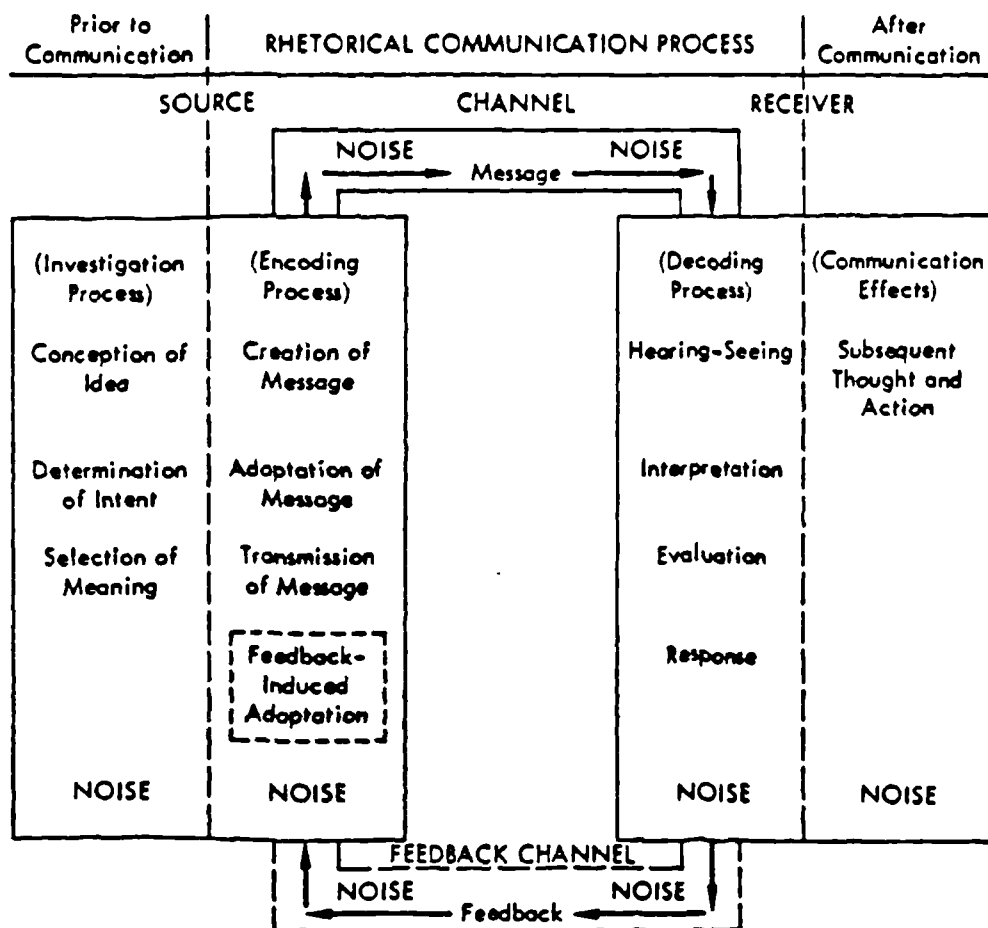 Prior to
Communication
RHETORICAL COMMUNICATION PROCESS
After
Communication
SOURCE
CHANNEL
RECEIVER
NOISE
NOISE
Message
(Investigation
Process)
Conception of
Idea
Determination
of Intent
Selection of
Meaning
NOISE
(Encoding
Process)
Creation of
Message
Adaptation of
Message
Transmission
of Message
Feedback-
Induced
Adoptation
NOISE
(Decoding
Process)
Hearing-Seeing
Interpretation
Evaluation
Response
NOISE
(Communication
Effects)
Subsequent
Thought and
Action
NOISE
FEEDBACK CHANNEL
NOISE
NOISE
Feedback